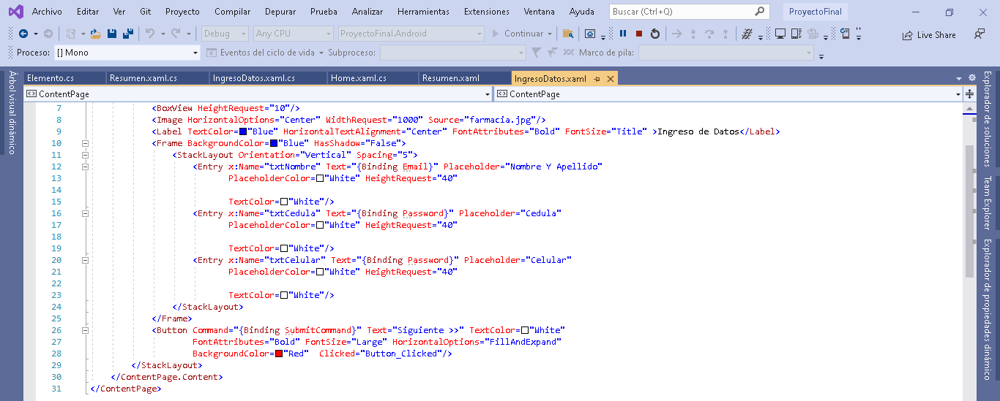 Archivo Editar Ver Git Proyecto Compilar Depurar Prueba Analizar Herramientas Extensiones Ventana Ayuda Buscar (Ctrl+Q) ProyectoFinal
Debug Any CPU ProyectoFinal.Android Continuar Live Share
Proceso: [] Mono Eventos del ciclo de vida Subproceso: Marco de pila:
Árbol visual dinámico
Elemento.cs Resumen.xaml.cs IngresoDatos.xaml.cs Home.xaml.cs Resumen.xaml IngresoDatos.xaml
ContentPage ContentPage
7 <BoxView HeightRequest="10"/>
8 <Image HorizontalOptions="Center" WidthRequest="1000" Source="farmacia.jpg"/>
9 <Label TextColor="Blue" HorizontalTextAlignment="Center" FontAttributes="Bold" FontSize="Title" >Ingreso de Datos</Label>
10 <Frame BackgroundColor="Blue" HasShadow="False">
11 <StackLayout Orientation="Vertical" Spacing="5">
12 <Entry x:Name="txtNombre" Text="{Binding Email}" Placeholder="Nombre Y Apellido"
13 PlaceholderColor="White" HeightRequest="40"
14
15 TextColor="White"/>
16 <Entry x:Name="txtCedula" Text="{Binding Password}" Placeholder="Cedula"
17 PlaceholderColor="White" HeightRequest="40"
18
19 TextColor="White"/>
20 <Entry x:Name="txtCelular" Text="{Binding Password}" Placeholder="Celular"
21 PlaceholderColor="White" HeightRequest="40"
22
23 TextColor="White"/>
24 </StackLayout>
25 </Frame>
26 <Button Command="{Binding SubmitCommand}" Text="Siguiente >>" TextColor="White"
27 FontAttributes="Bold" FontSize="Large" HorizontalOptions="FillAndExpand"
28 BackgroundColor="Red"  Clicked="Button_Clicked"/>
29 </StackLayout>
30 </ContentPage.Content>
31 </ContentPage>
Explorador de soluciones
Team Explorer
Explorador de propiedades dinámico